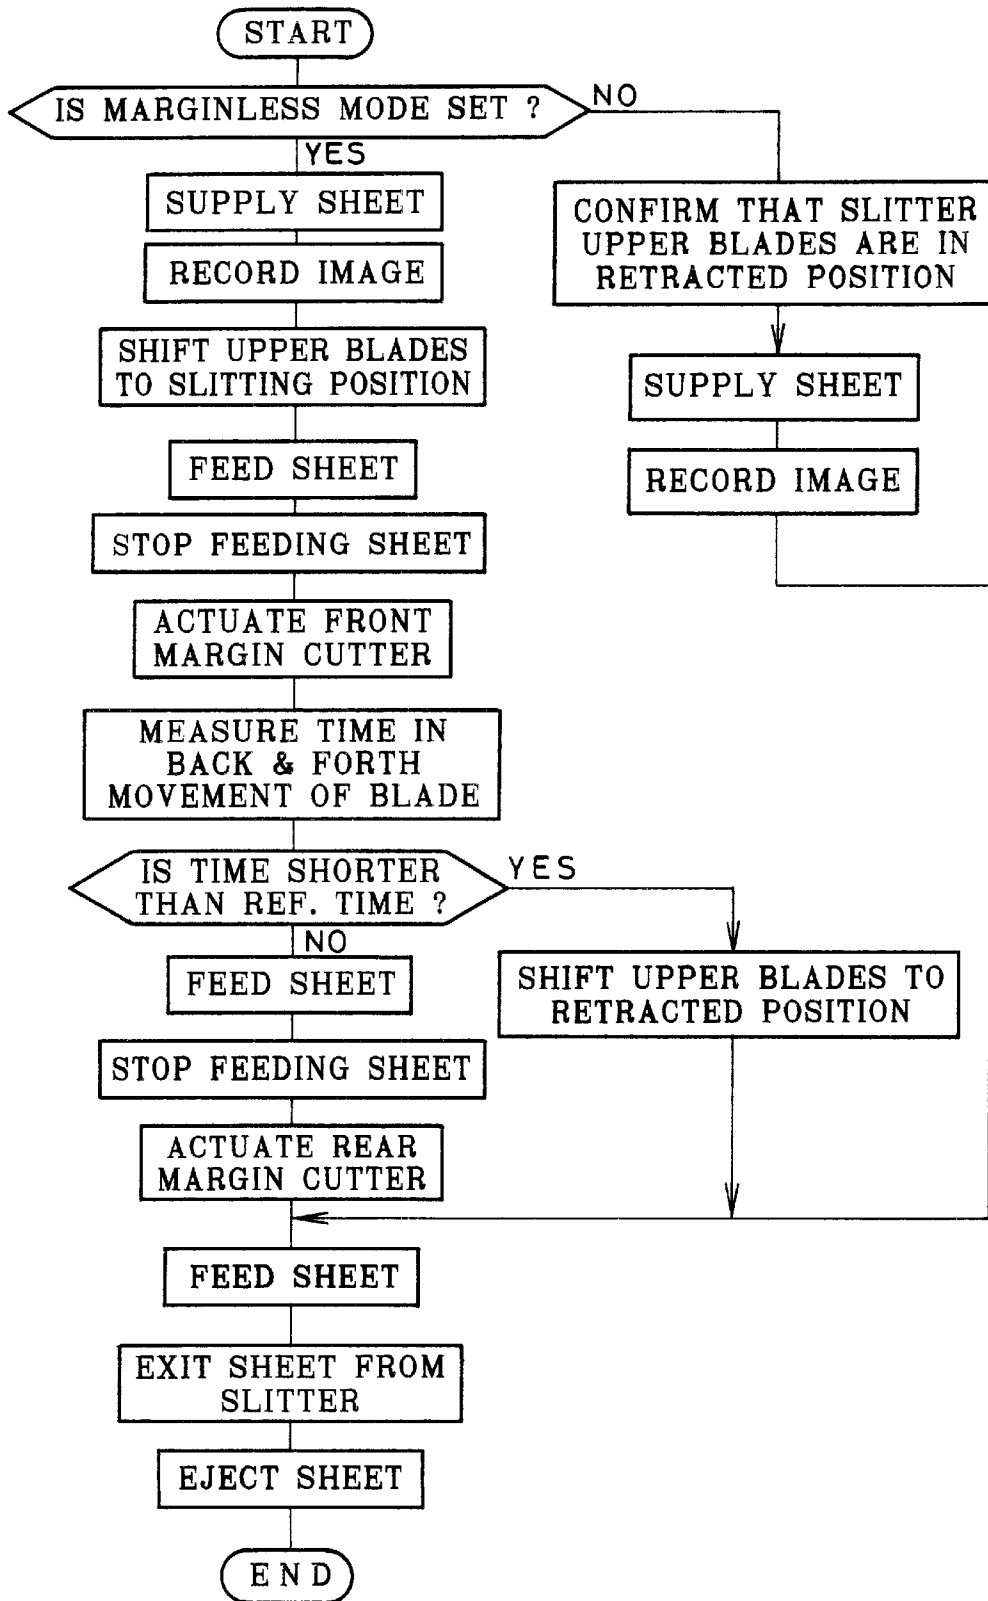 START
IS MARGINLESS MODE SET ?
NO
YES
SUPPLY SHEET
RECORD IMAGE
SHIFT UPPER BLADES
TO SLITTING POSITION
FEED SHEET
STOP FEEDING SHEET
ACTUATE FRONT
MARGIN CUTTER
MEASURE TIME IN
BACK & FORTH
MOVEMENT OF BLADE
IS TIME SHORTER
THAN REF. TIME ?
YES
NO
FEED SHEET
STOP FEEDING SHEET
ACTUATE REAR
MARGIN CUTTER
FEED SHEET
EXIT SHEET FROM
SLITTER
EJECT SHEET
END
CONFIRM THAT SLITTER
UPPER BLADES ARE IN
RETRACTED POSITION
SUPPLY SHEET
RECORD IMAGE
SHIFT UPPER BLADES TO
RETRACTED POSITION